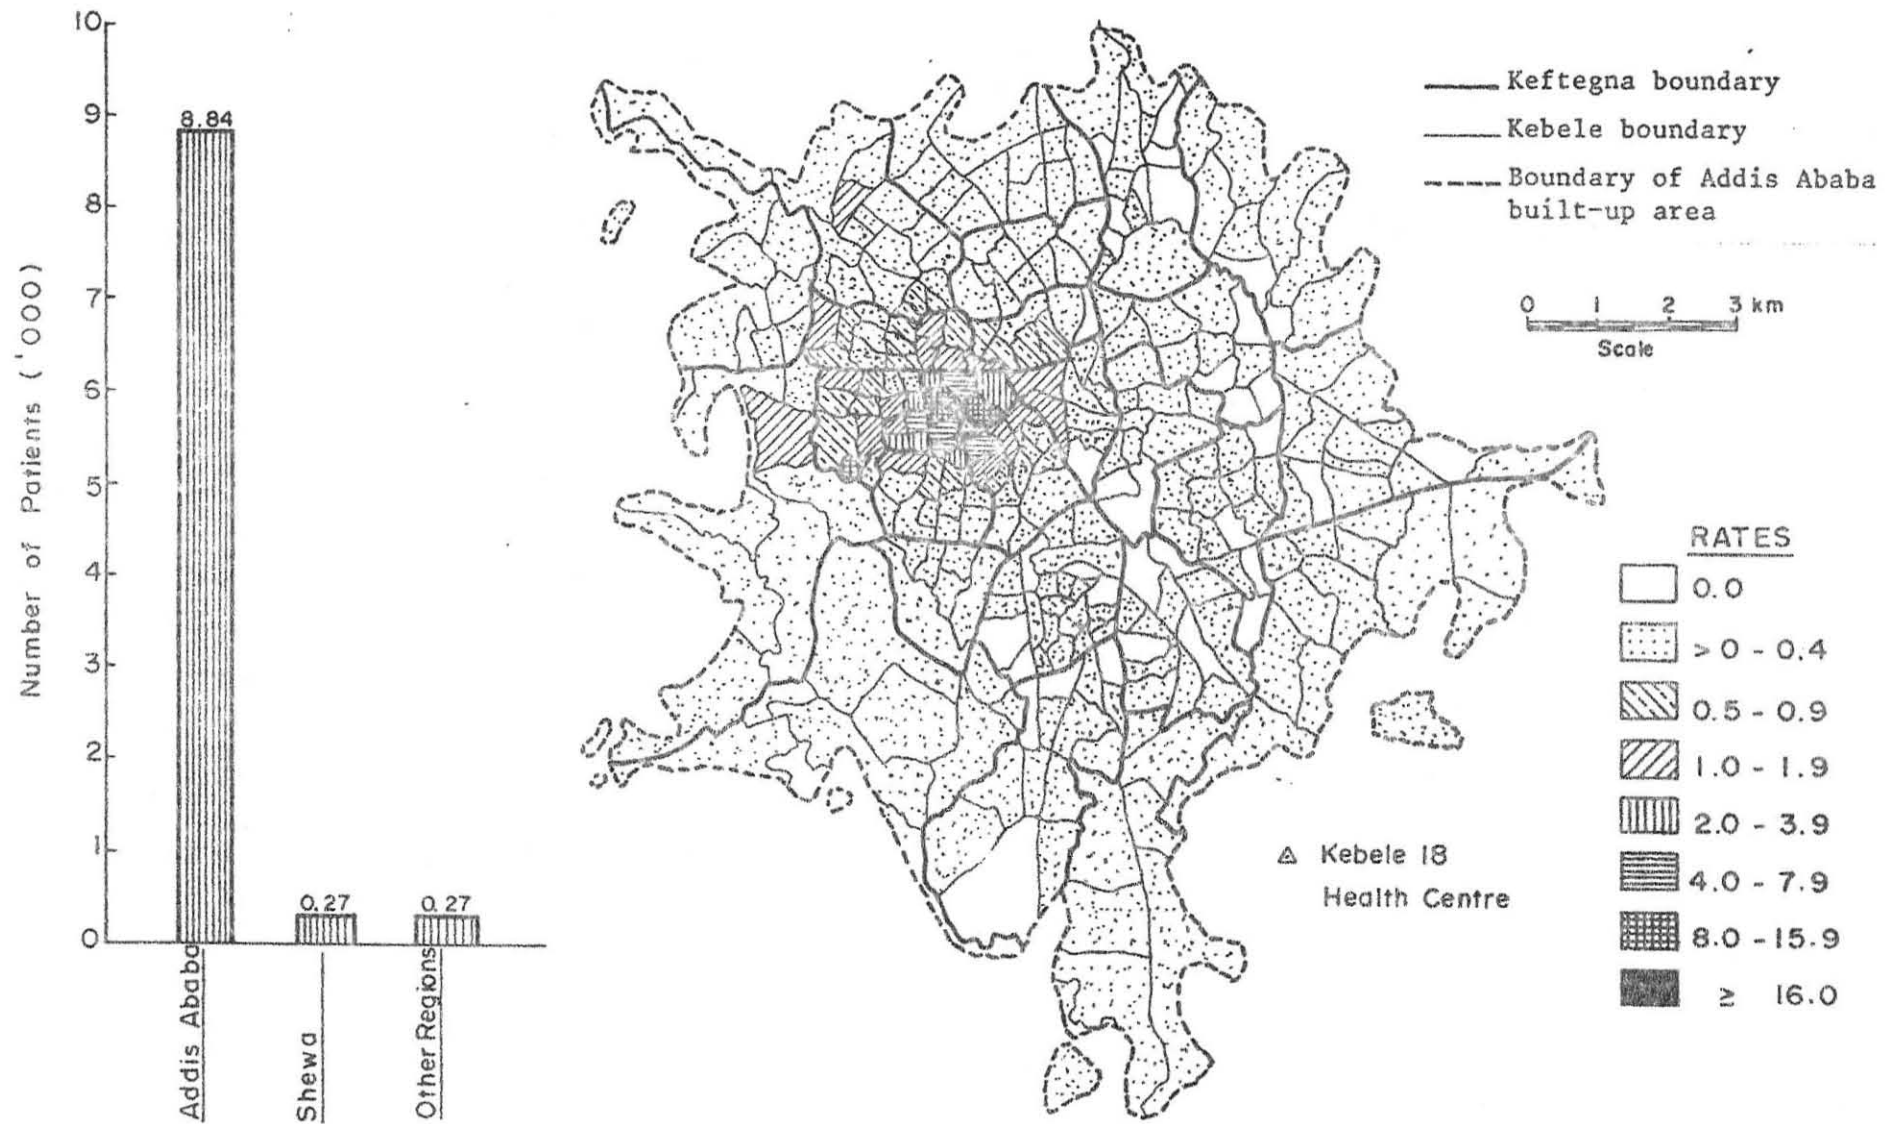 Number of Patients ('000)
10
9
8
7
6
5
4
3
2
1
0
8.84
0.27
0.27
Addis Ababa
Shewa
Other Regions
Keftegna boundary
Kebele boundary
Boundary of Addis Ababa
built-up area
0 1 2 3 km
Scale
RATES
0.0
>0 - 0.4
0.5 - 0.9
1.0 - 1.9
2.0 - 3.9
4.0 - 7.9
8.0 - 15.9
≥ 16.0
Kebele 18
Health Centre